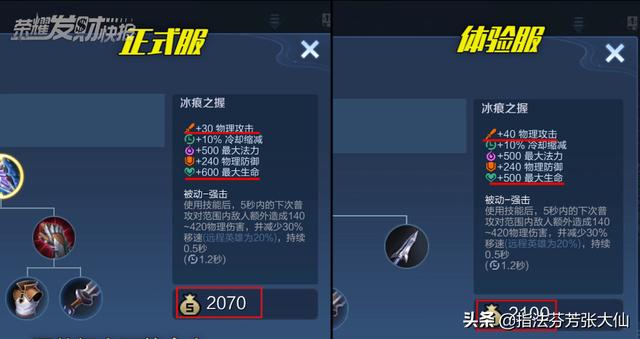 荣耀发财快报
正式服
冰痕之握
+30 物理攻击
+10% 冷却缩减
+500 最大法力
+240 物理防御
+600 最大生命
被动-强击
使用技能后，5秒内的下次普
攻对范围内敌人额外造成140
~420物理伤害，并减少30%
移速(远程英雄为20%)，持续
0.5秒
(1.2秒)
2070
体验服
冰痕之握
+40 物理攻击
+10% 冷却缩减
+500 最大法力
+240 物理防御
+500 最大生命
被动-强击
使用技能后，5秒内的下次普
攻对范围内敌人额外造成140
~420物理伤害，并减少30%
移速(远程英雄为20%)，持续
0.5秒
(1.2秒)
2100
头条 @指法芬芳张大仙